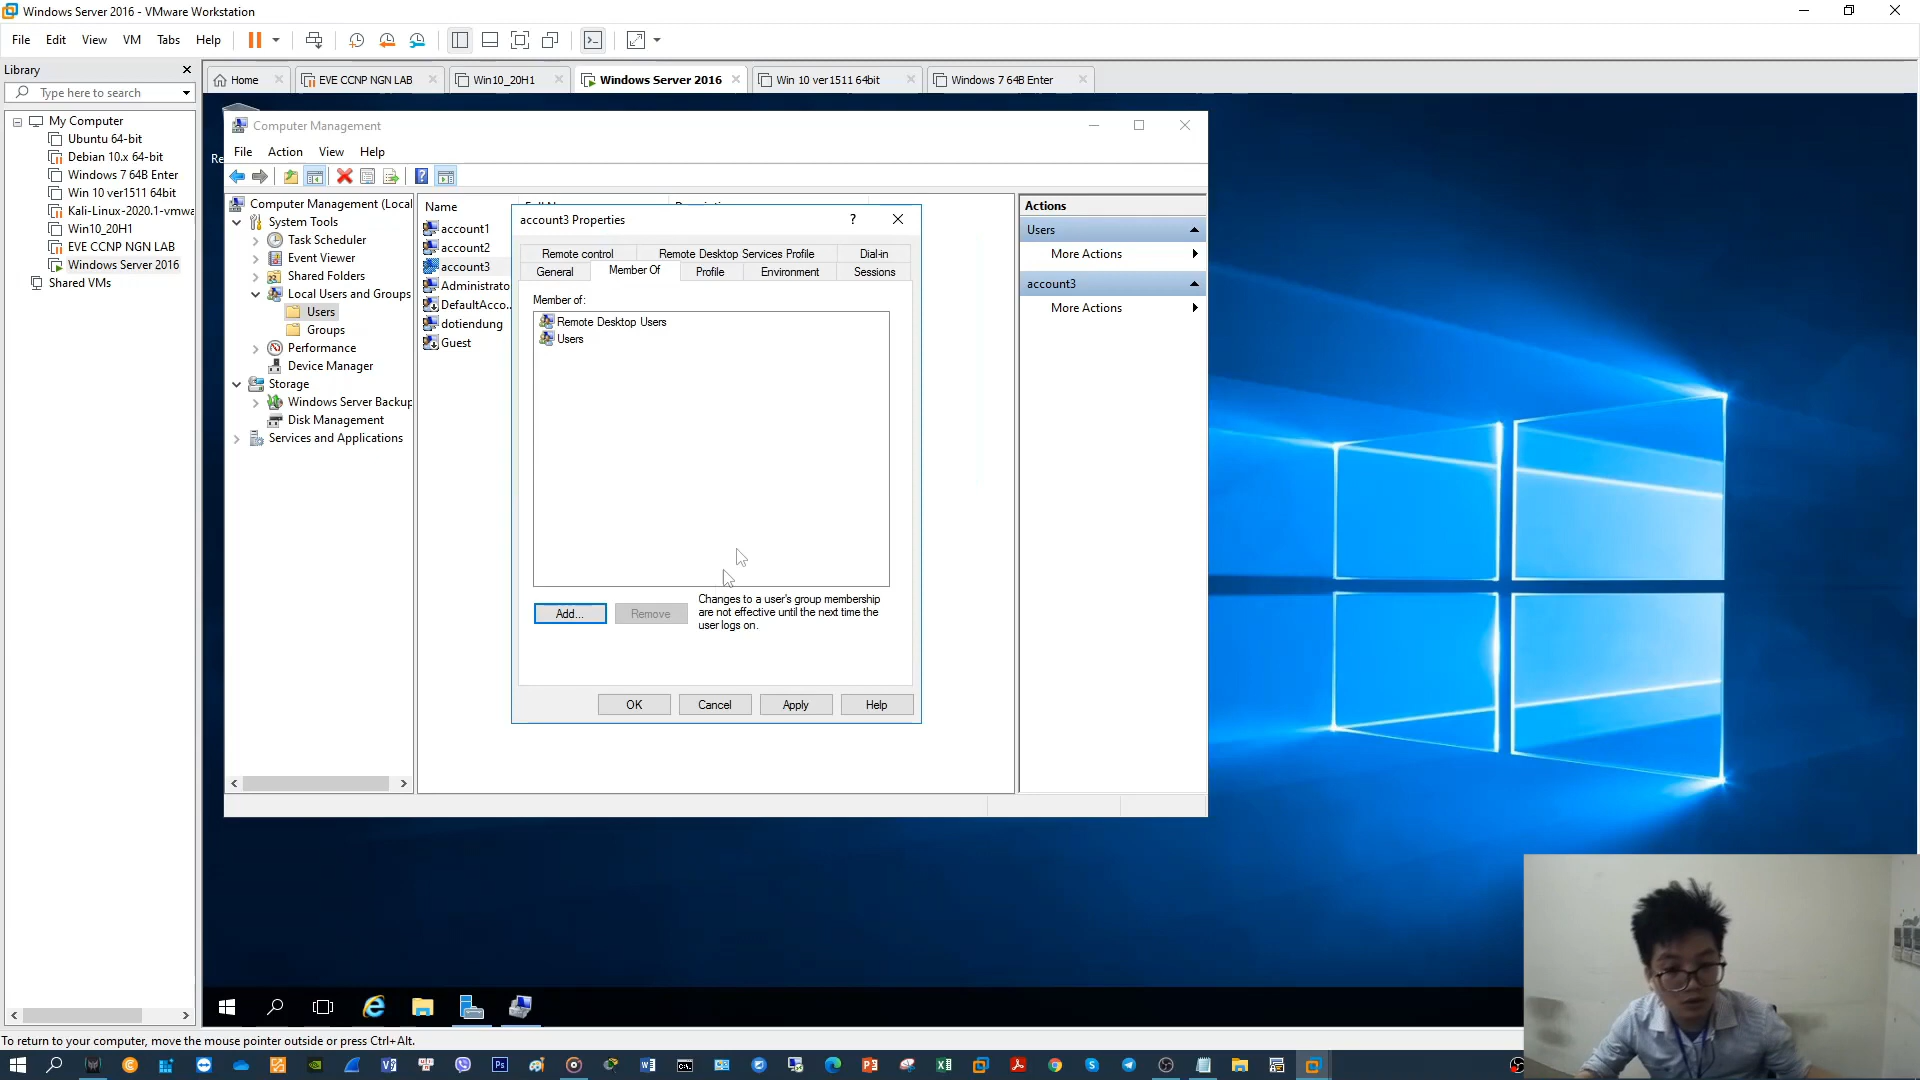 Windows Server 2016 - VMware Workstation
File Edit View VM Tabs Help
Library
Type here to search
My Computer
Ubuntu 64-bit
Debian 10.x 64-bit
Windows 7 64B Enter
Win 10 ver1511 64bit
Kali-Linux-2020.1-vmwa
Win10_20H1
EVE CCNP NGN LAB
Windows Server 2016
Shared VMs
Home EVE CCNP NGN LAB Win10_20H1 Windows Server 2016 Win 10 ver1511 64bit Windows 7 64B Enter
Re
Computer Management
File Action View Help
Computer Management (Local
System Tools
Task Scheduler
Event Viewer
Shared Folders
Local Users and Groups
Users
Groups
Performance
Device Manager
Storage
Windows Server Backup
Disk Management
Services and Applications
Name
account1
account2
account3
Administrato
DefaultAcco...
dotiendung
Guest
account3 Properties
?
Remote control Remote Desktop Services Profile Dial-in
General Member Of Profile Environment Sessions
Member of:
Remote Desktop Users
Users
Add... Remove
Changes to a user's group membership
are not effective until the next time the
user logs on.
OK Cancel Apply Help
Actions
Users
More Actions
account3
More Actions
To return to your computer, move the mouse pointer outside or press Ctrl+Alt.